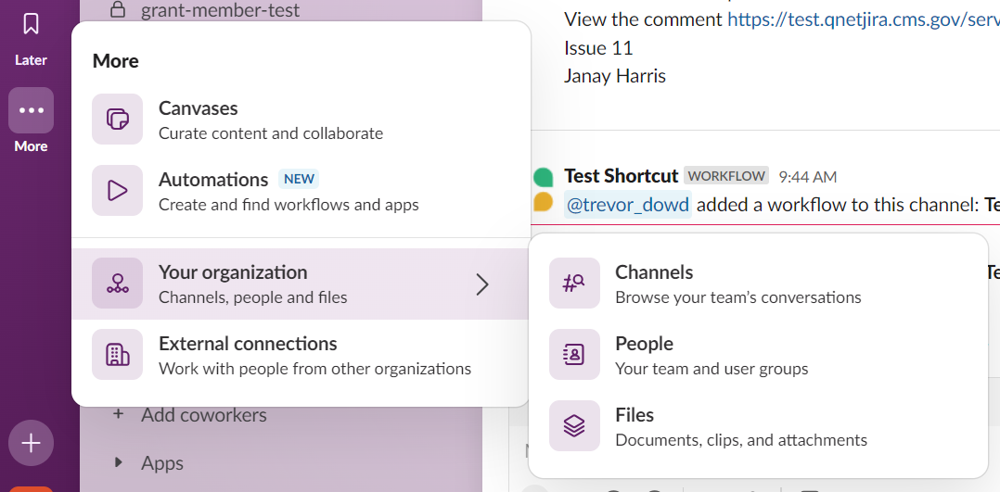 grant-member-test
Later
More
More
Canvases
Curate content and collaborate
Automations NEW
Create and find workflows and apps
Your organization
Channels, people and files
External connections
Work with people from other organizations
Add coworkers
Apps
View the comment https://test.qnetjira.cms.gov/serv
Issue 11
Janay Harris
Test Shortcut WORKFLOW 9:44 AM
@trevor_dowd added a workflow to this channel: Te
Channels
Browse your team's conversations
People
Your team and user groups
Files
Documents, clips, and attachments